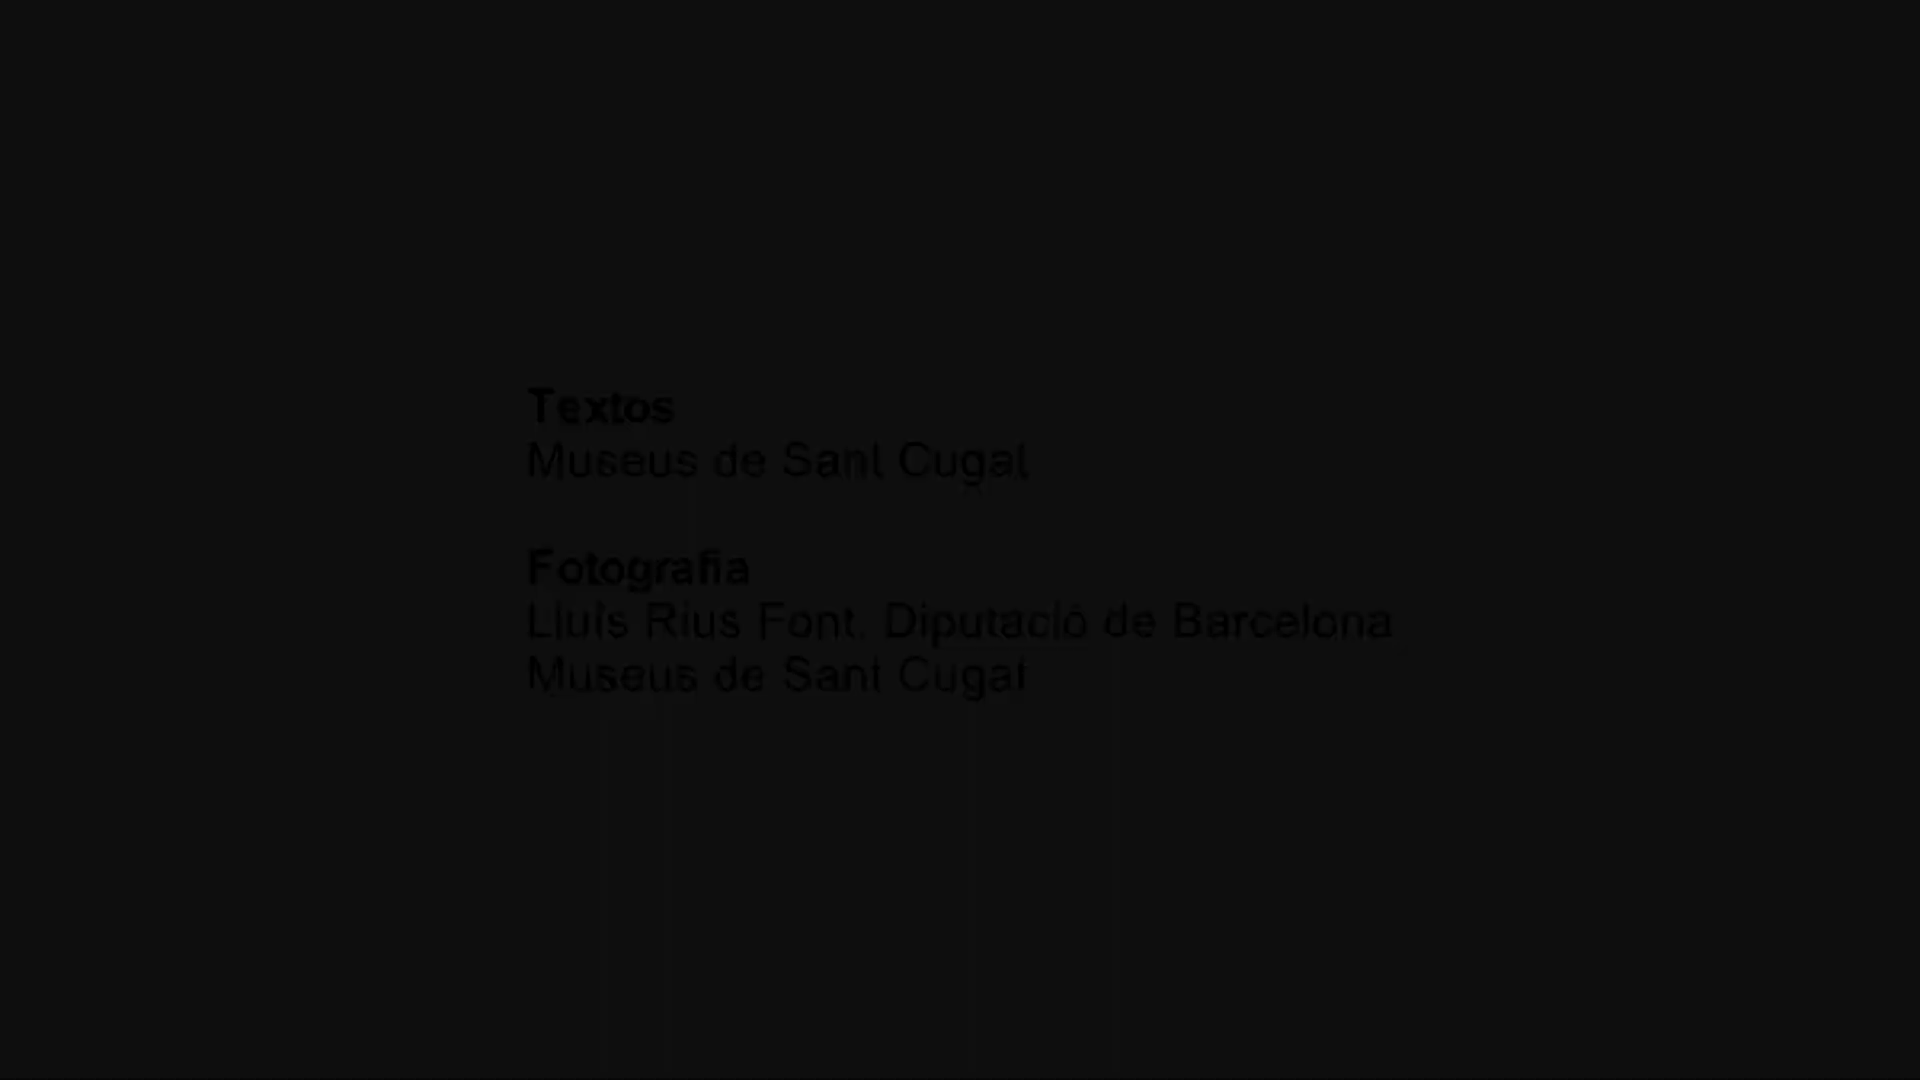 Textos
Museus de Sant Cugat
Fotografia
Lluís Rius Font. Diputació de Barcelona
Museus de Sant Cugat